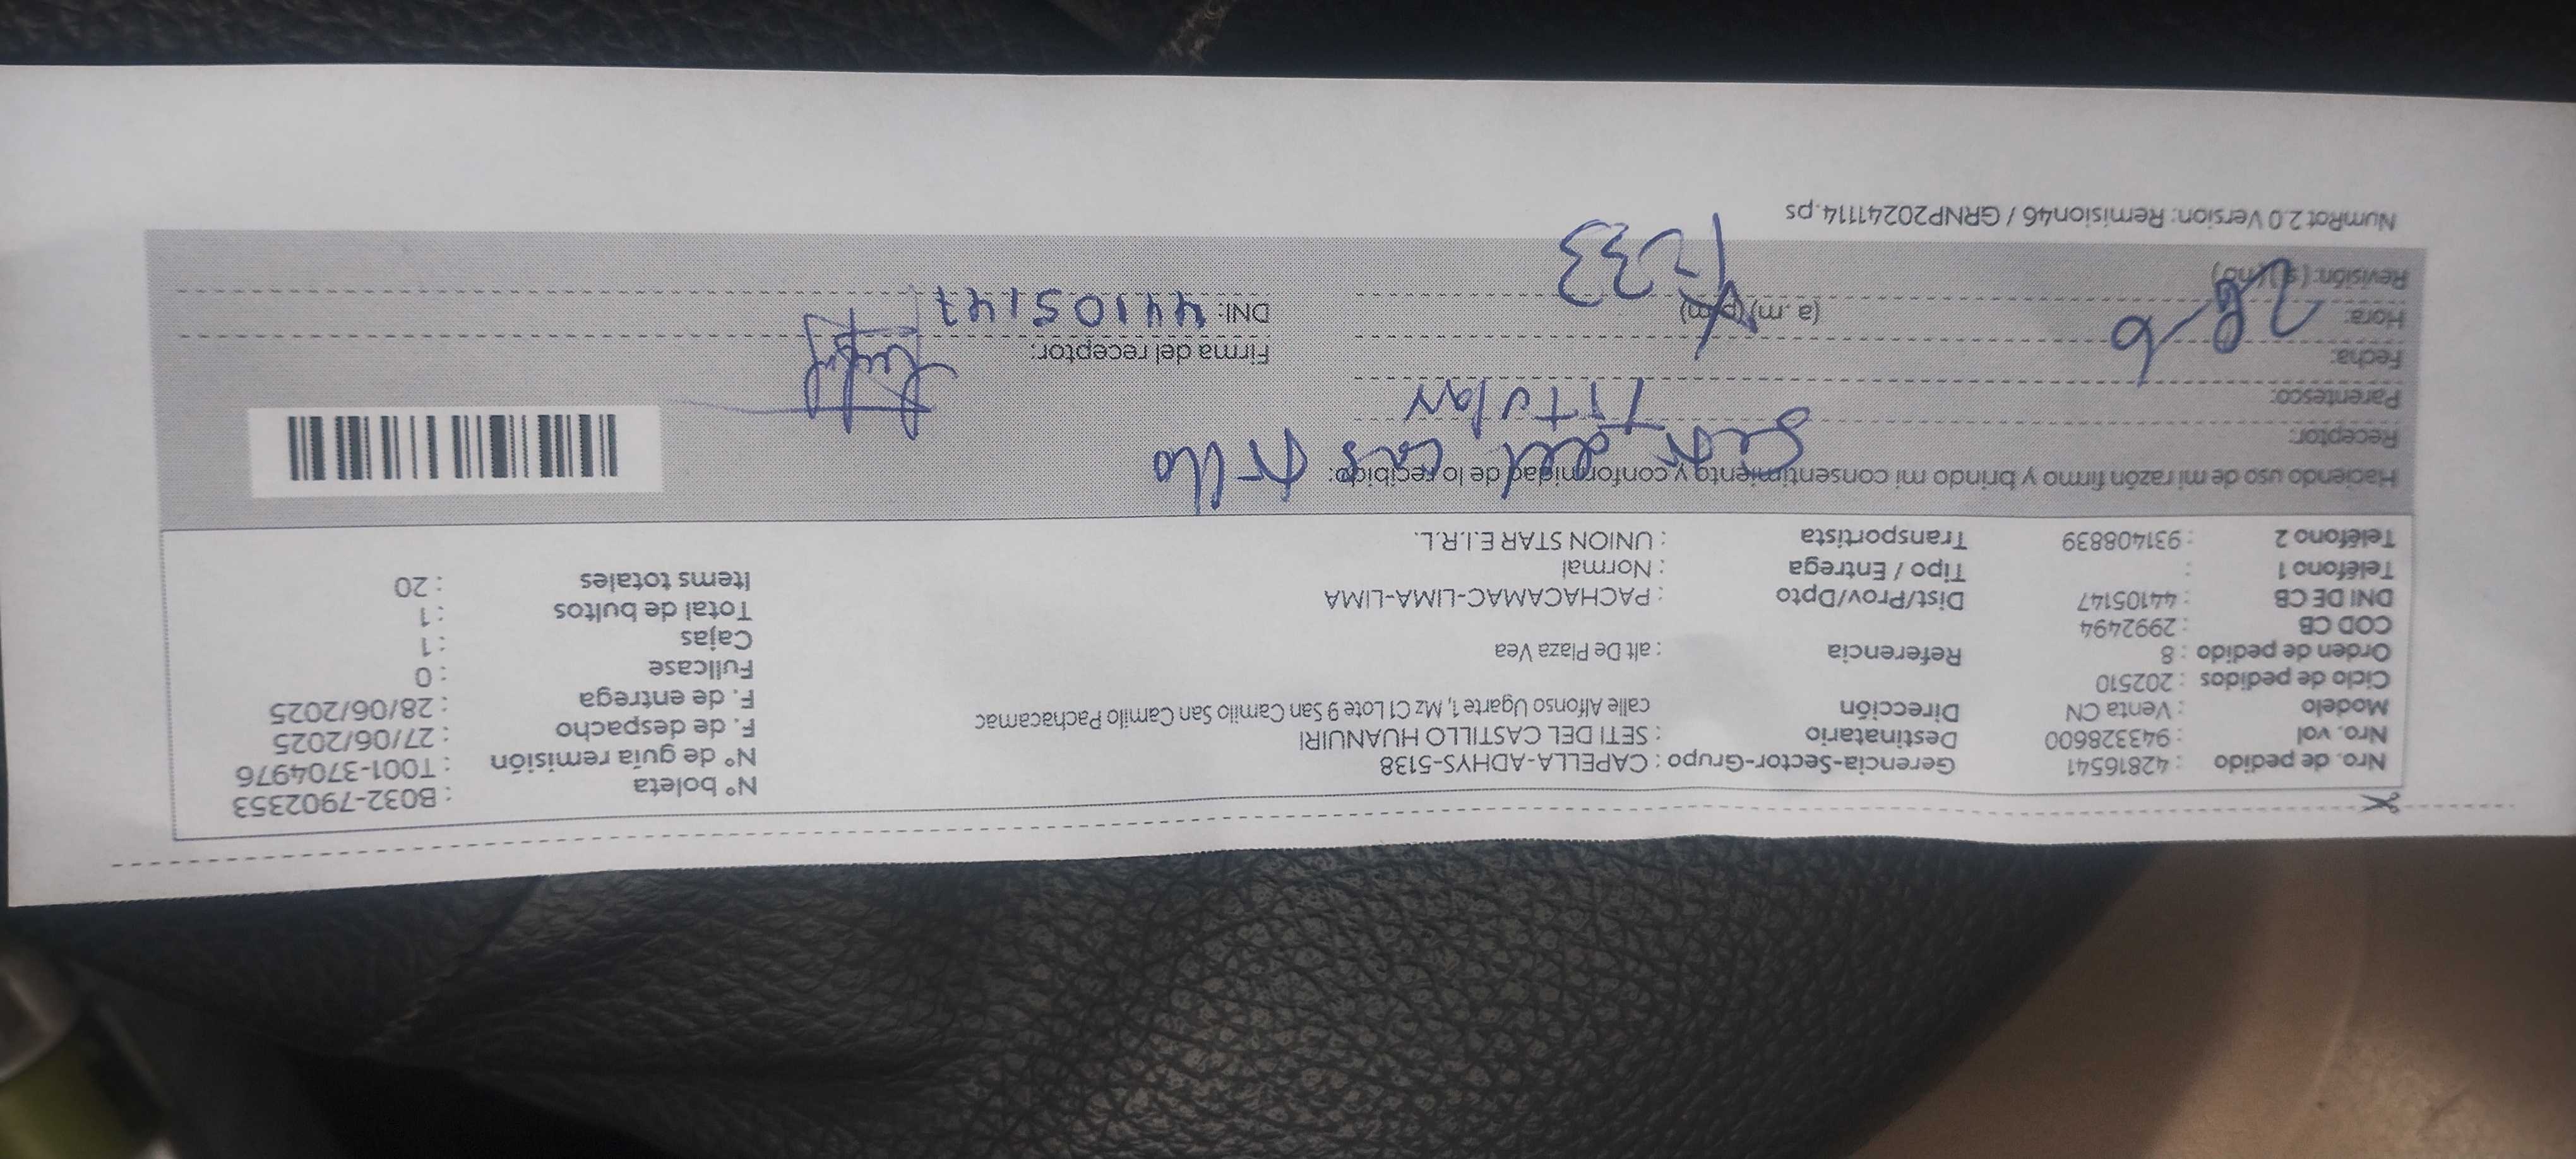 Nro. de pedido : 42816541 Gerencia-Sector-Grupo : CAPELLA-ADHYS-5138 N° boleta : B032-7902353
Nro. vol : 943328600 Destinatario : SETI DEL CASTILLO HUANUIRI N° de guía remisión : T001-3704976
Modelo : Venta CN Dirección calle Alfonso Ugarte 1, Mz C1 Lote 9 San Camilo San Camilo Pachacamac F. de despacho : 27/06/2025
Ciclo de pedidos : 202510 F. de entrega : 28/06/2025
Orden de pedido : 8 Referencia : alt De Plaza Vea Fullcase : 0
COD CB : 2992494 Cajas : 1
DNI DE CB : 44105147 Dist/Prov/Dpto : PACHACAMAC-LIMA-LIMA Total de bultos : 1
Teléfono 1 : Tipo / Entrega : Normal Items totales : 20
Teléfono 2 : 931408839 Transportista : UNION STAR E.I.R.L.
Haciendo uso de mi razón firmo y brindo mi consentimiento y conformidad de lo recibido:
Receptor: Seti del castillo
Parentesco: Titular
Fecha: 28-6 Firma del receptor:
Hora: (a.m) (p.m) DNI: 44105147
Revisión: (si) (no)
NumRot 2.0 Version: Remision46 / GRNP20241114.ps